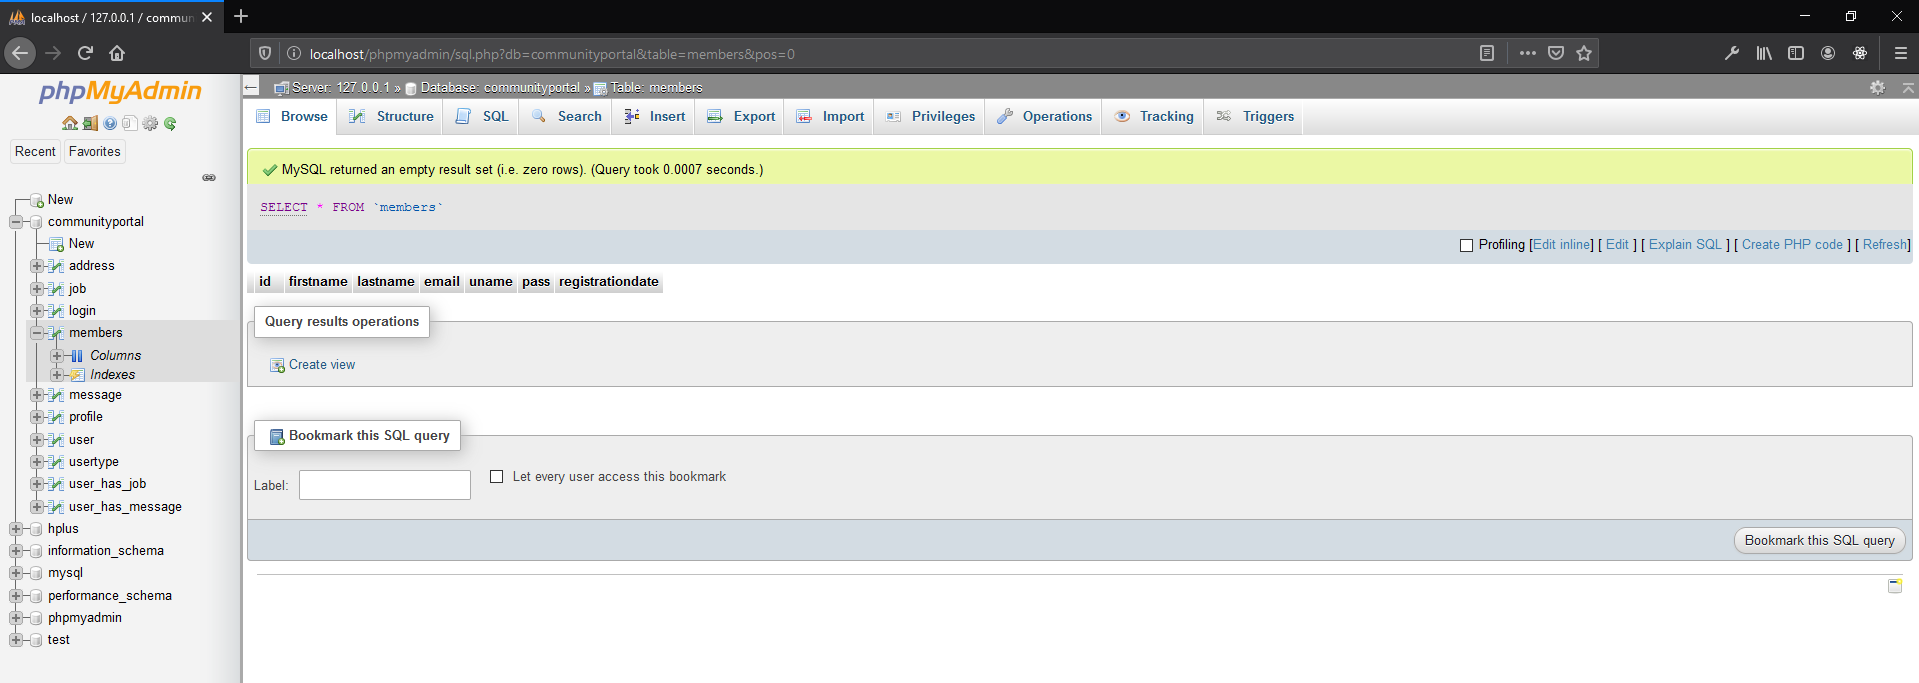 localhost / 127.0.0.1 / commun
localhost/phpmyadmin/sql.php?db=communityportal&table=members&pos=0
phpMyAdmin
Recent Favorites
New
communityportal
New
address
job
login
members
Columns
Indexes
message
profile
user
usertype
user_has_job
user_has_message
hplus
information_schema
mysql
performance_schema
phpmyadmin
test
Server: 127.0.0.1 » Database: communityportal » Table: members
Browse Structure SQL Search Insert Export Import Privileges Operations Tracking Triggers
MySQL returned an empty result set (i.e. zero rows). (Query took 0.0007 seconds.)
SELECT * FROM `members`
Profiling [Edit inline] [ Edit ] [ Explain SQL ] [ Create PHP code ] [ Refresh]
id firstname lastname email uname pass registrationdate
Query results operations
Create view
Bookmark this SQL query
Label: Let every user access this bookmark
Bookmark this SQL query